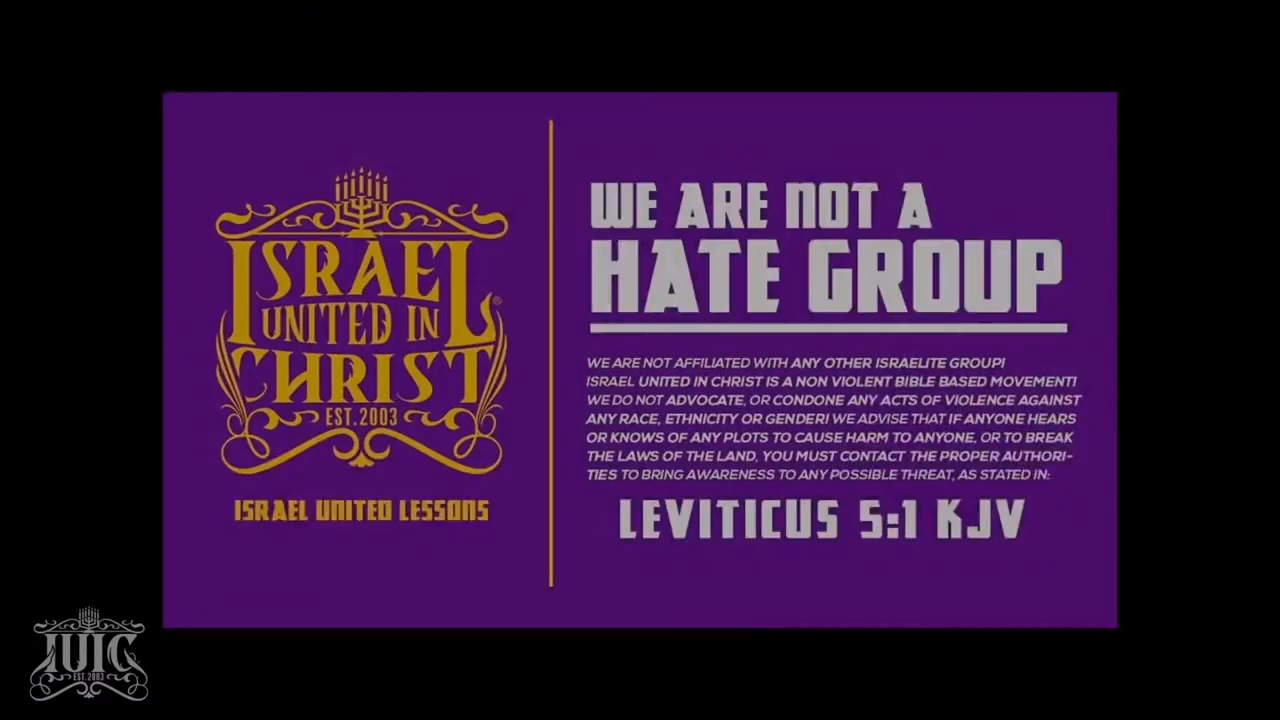 ISRAEL
UNITED IN
CHRIST
EST.2003
ISRAEL UNITED LESSONS
WE ARE NOT A
HATE GROUP
WE ARE NOT AFFILIATED WITH ANY OTHER ISRAELITE GROUP!
ISRAEL UNITED IN CHRIST IS A NON VIOLENT BIBLE BASED MOVEMENT!
WE DO NOT ADVOCATE, OR CONDONE ANY ACTS OF VIOLENCE AGAINST
ANY RACE, ETHNICITY OR GENDER! WE ADVISE THAT IF ANYONE HEARS
OR KNOWS OF ANY PLOTS TO CAUSE HARM TO ANYONE, OR TO BREAK
THE LAWS OF THE LAND, YOU MUST CONTACT THE PROPER AUTHORI-
TIES TO BRING AWARENESS TO ANY POSSIBLE THREAT, AS STATED IN:
LEVITICUS 5:1 KJV
IUIC
EST.2003